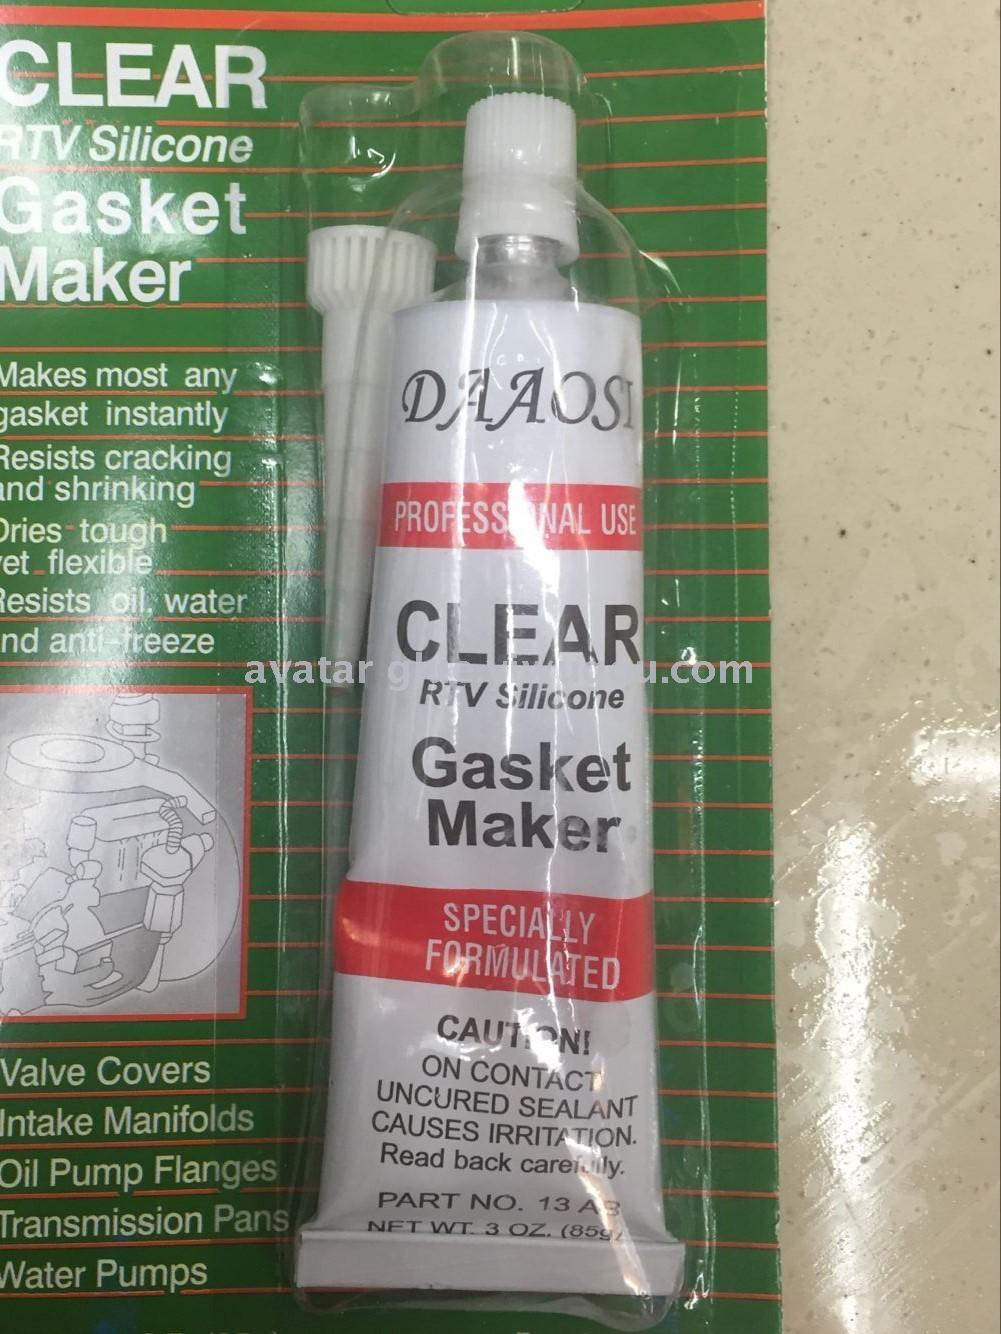 CLEAR
RTV Silicone
Gasket
Maker
Makes most any
gasket instantly
Resists cracking
and shrinking
Dries tough
yet flexible
Resists oil, water
and anti-freeze
Valve Covers
Intake Manifolds
Oil Pump Flanges
Transmission Pans
Water Pumps
DAAOSI
PROFESSIONAL USE
CLEAR
RTV Silicone
Gasket
Maker
SPECIALLY
FORMULATED
CAUTION!
ON CONTACT
UNCURED SEALANT
CAUSES IRRITATION.
Read back carefully.
PART NO. 13 AB
NET WT. 3 OZ. (85g)
avatar